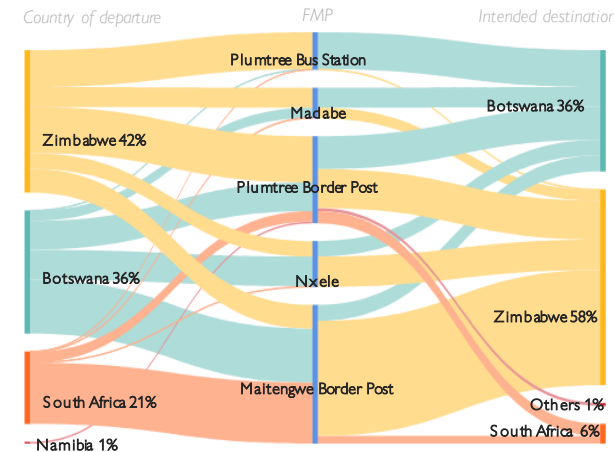 Country of departure
FMP
Intended destination
Plumtree Bus Station
Madabe
Botswana 36%
Zimbabwe 42%
Plumtree Border Post
Botswana 36%
Nxele
Zimbabwe 58%
Maitengwe Border Post
South Africa 21%
Others 1%
South Africa 6%
Namibia 1%